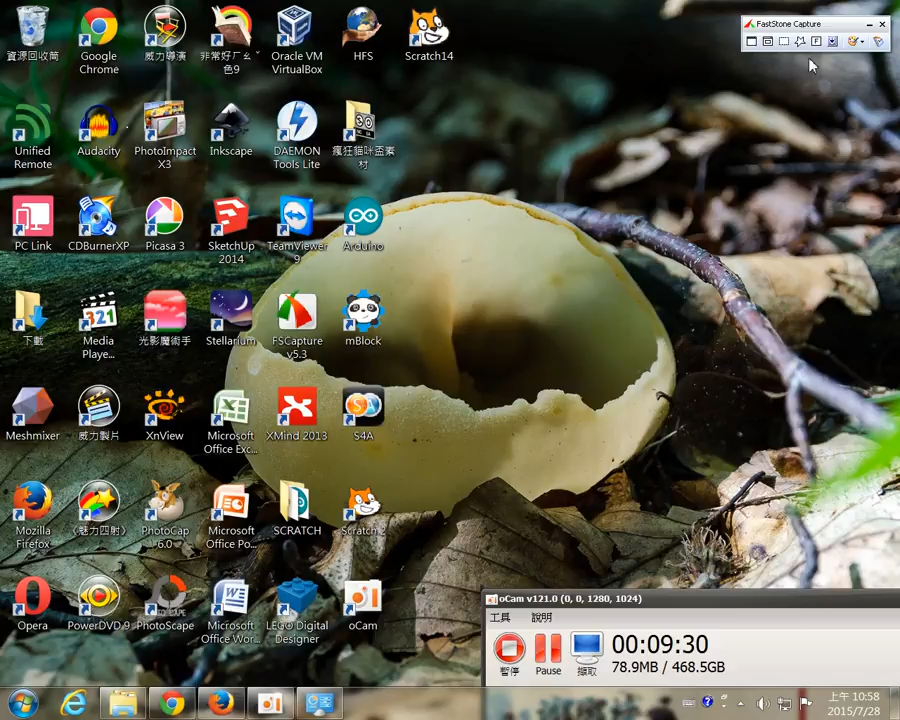 資源回收筒
Google
Chrome
威力導演
非常好ㄏㄠˇ
色9
Oracle VM
VirtualBox
HFS
Scratch14
FastStone Capture
Unified
Remote
Audacity
PhotoImpact
X3
Inkscape
DAEMON
Tools Lite
瘋狂貓咪盃素
材
PC Link
CDBurnerXP
Picasa 3
SketchUp
2014
TeamViewer
9
Arduino
下載
Media
Playe...
光影魔術手
Stellarium
FSCapture
v5.3
mBlock
Meshmixer
威力製片
XnView
Microsoft
Office Exc...
XMind 2013
S4A
Mozilla
Firefox
《魅力四射》
PhotoCap
6.0
Microsoft
Office Po...
SCRATCH
Scratch 2
Opera
PowerDVD 9
PhotoScape
Microsoft
Office Wor...
LEGO Digital
Designer
oCam
oCam v121.0 (0, 0, 1280, 1024)
工具 說明
暫停
Pause
擷取
00:09:30
78.9MB / 468.5GB
上午 10:58
2015/7/28